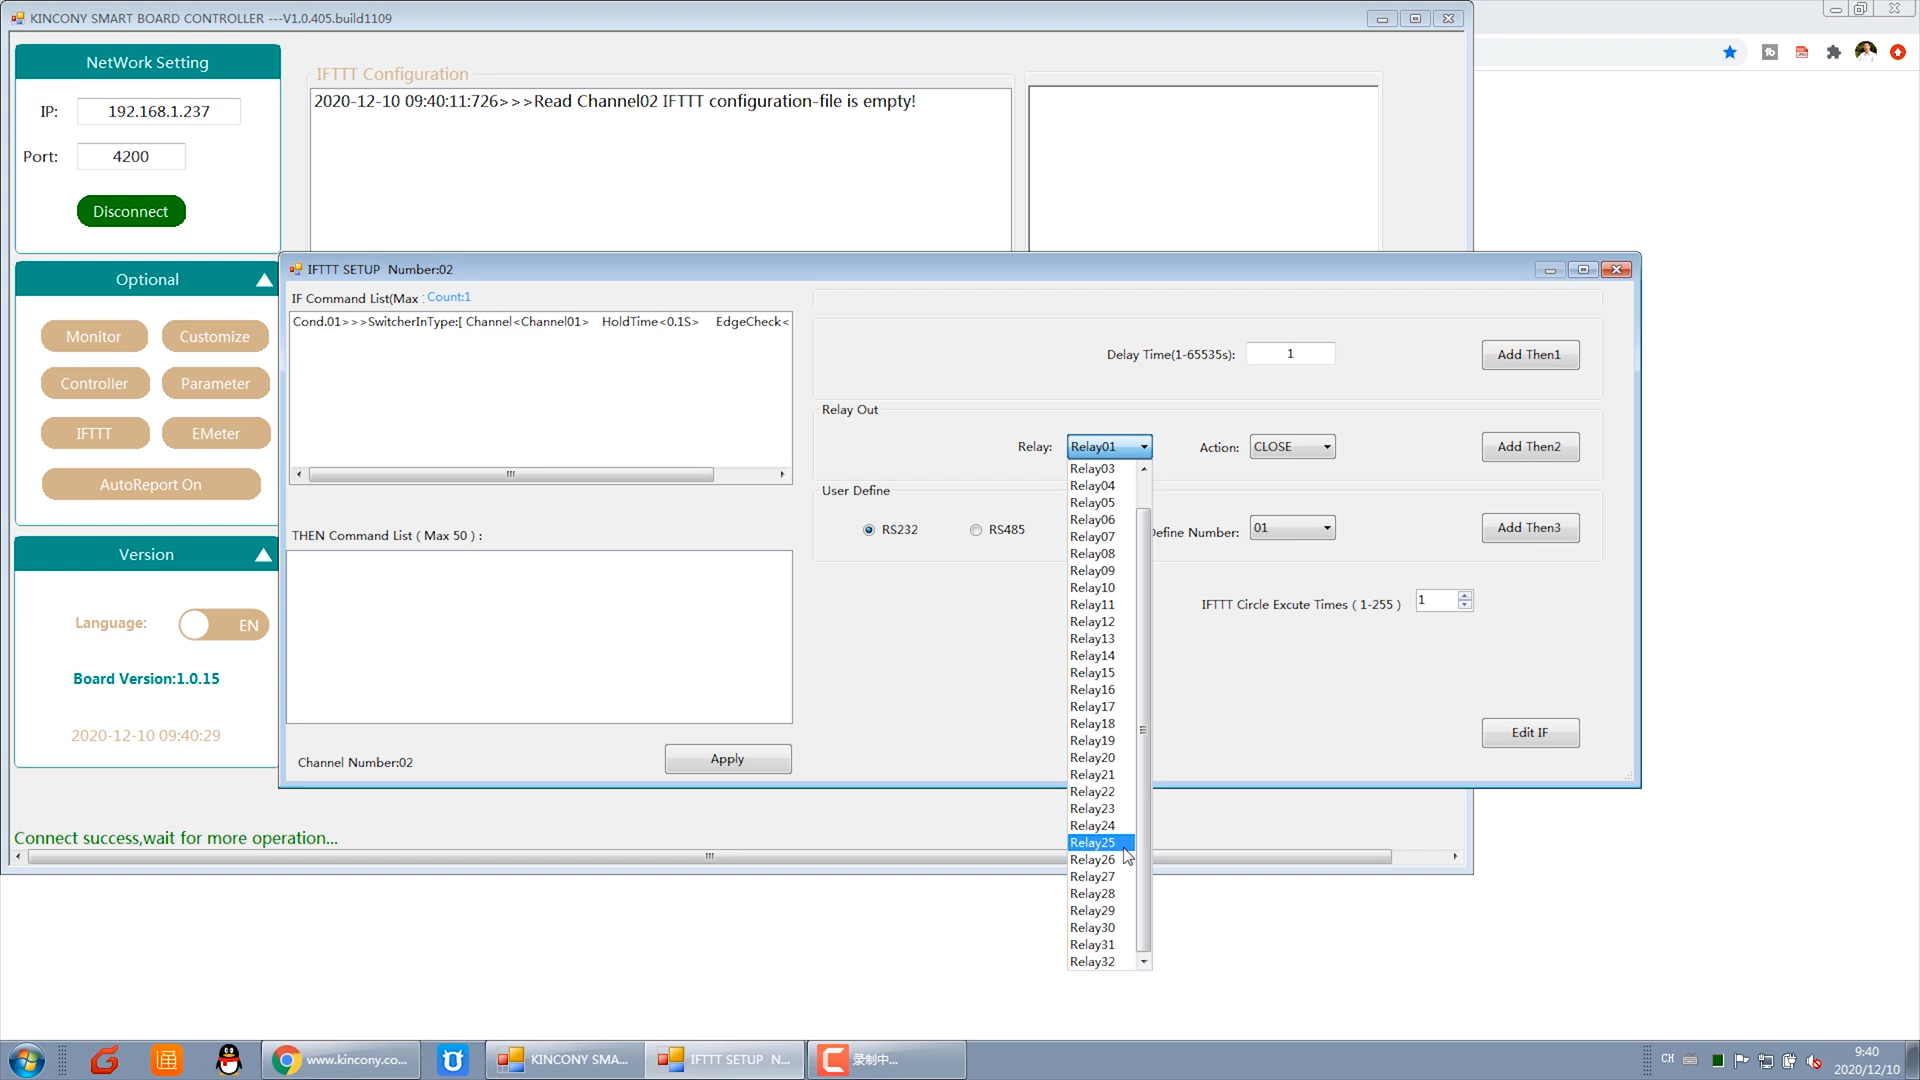 KINCONY SMART BOARD CONTROLLER ---V1.0.405.build1109
NetWork Setting
IP:
192.168.1.237
Port:
4200
Disconnect
IFTTT Configuration
2020-12-10 09:40:11:726>>>Read Channel02 IFTTT configuration-file is empty!
Optional
Monitor
Customize
Controller
Parameter
IFTTT
EMeter
AutoReport On
Version
Language:
EN
Board Version:1.0.15
2020-12-10 09:40:29
Connect success,wait for more operation...
IFTTT SETUP Number:02
IF Command List(Max : Count:1
Cond.01>>>SwitcherInType:[ Channel<Channel01> HoldTime<0.1S> EdgeCheck<
THEN Command List ( Max 50 ) :
Channel Number:02
Apply
Delay Time(1-65535s):
1
Add Then1
Relay Out
Relay:
Relay01
Action:
CLOSE
Add Then2
User Define
RS232
RS485
Define Number:
01
Add Then3
IFTTT Circle Excute Times ( 1-255 )
1
Edit IF
Relay03
Relay04
Relay05
Relay06
Relay07
Relay08
Relay09
Relay10
Relay11
Relay12
Relay13
Relay14
Relay15
Relay16
Relay17
Relay18
Relay19
Relay20
Relay21
Relay22
Relay23
Relay24
Relay25
Relay26
Relay27
Relay28
Relay29
Relay30
Relay31
Relay32
www.kincony.co...
KINCONY SMA...
IFTTT SETUP N...
录制中...
CH
9:40
2020/12/10